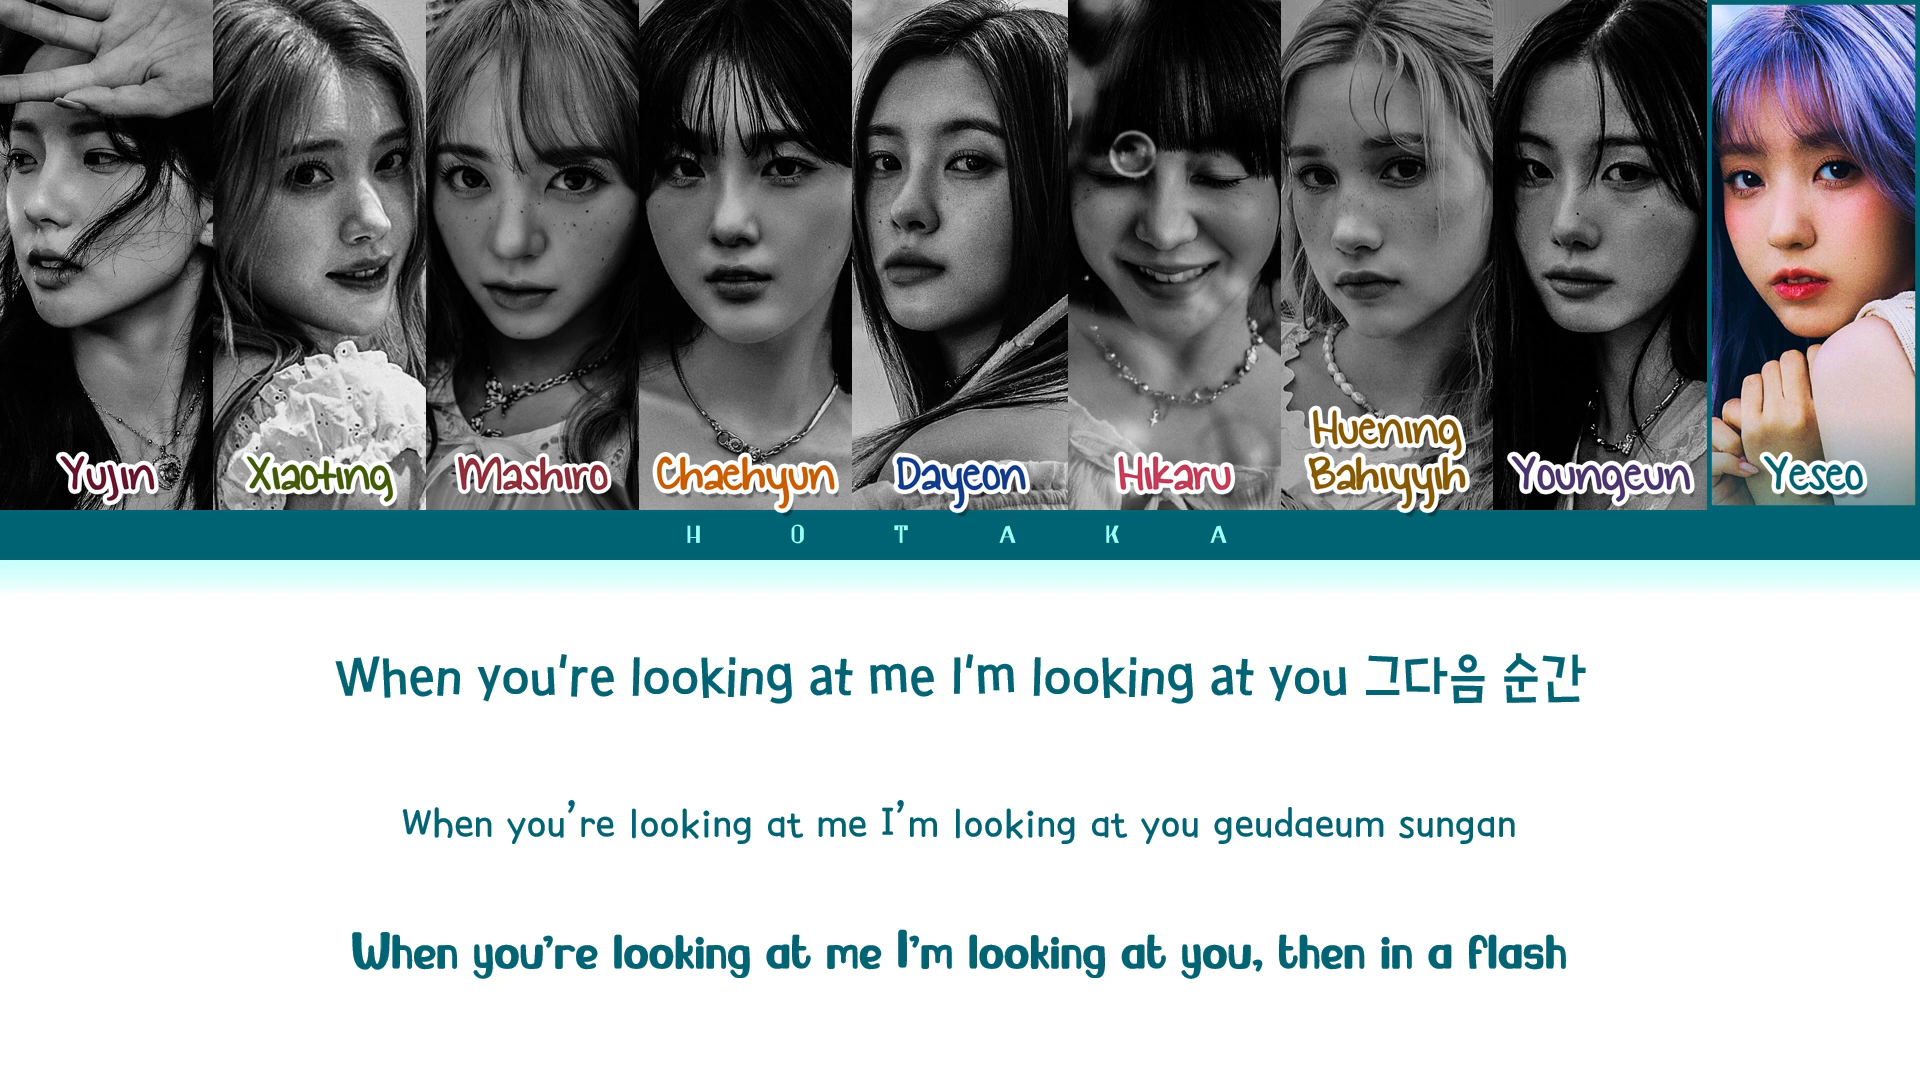 Yujin
Xiaoting
Mashiro
Chaehyun
Dayeon
Hikaru
Huening
Bahiyyih
Youngeun
Yeseo
HOTAKA
When you're looking at me I'm looking at you 그다음 순간
When you’re looking at me I’m looking at you geudaeum sungan
When you’re looking at me I’m looking at you, then in a flash